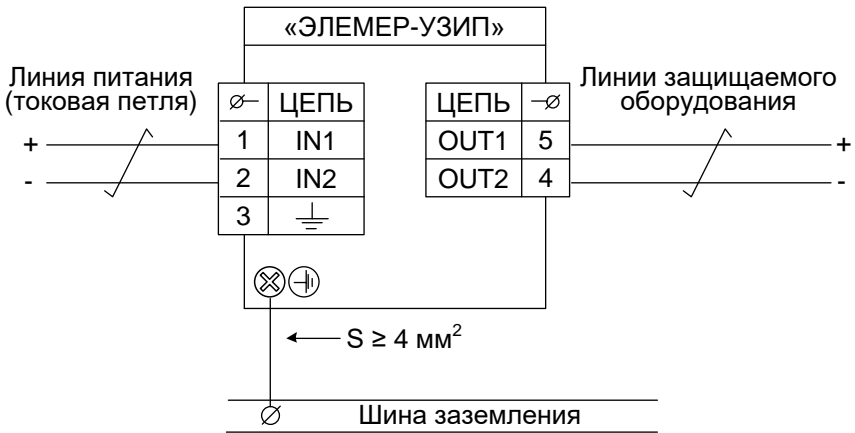 «ЭЛЕМЕР-УЗИП»
Линия питания
(токовая петля)
ЦЕПЬ
1 IN1
2 IN2
3
+
-
ЦЕПЬ
OUT1 5
OUT2 4
Линии защищаемого
оборудования
+
-
S ≥ 4 мм²
Шина заземления